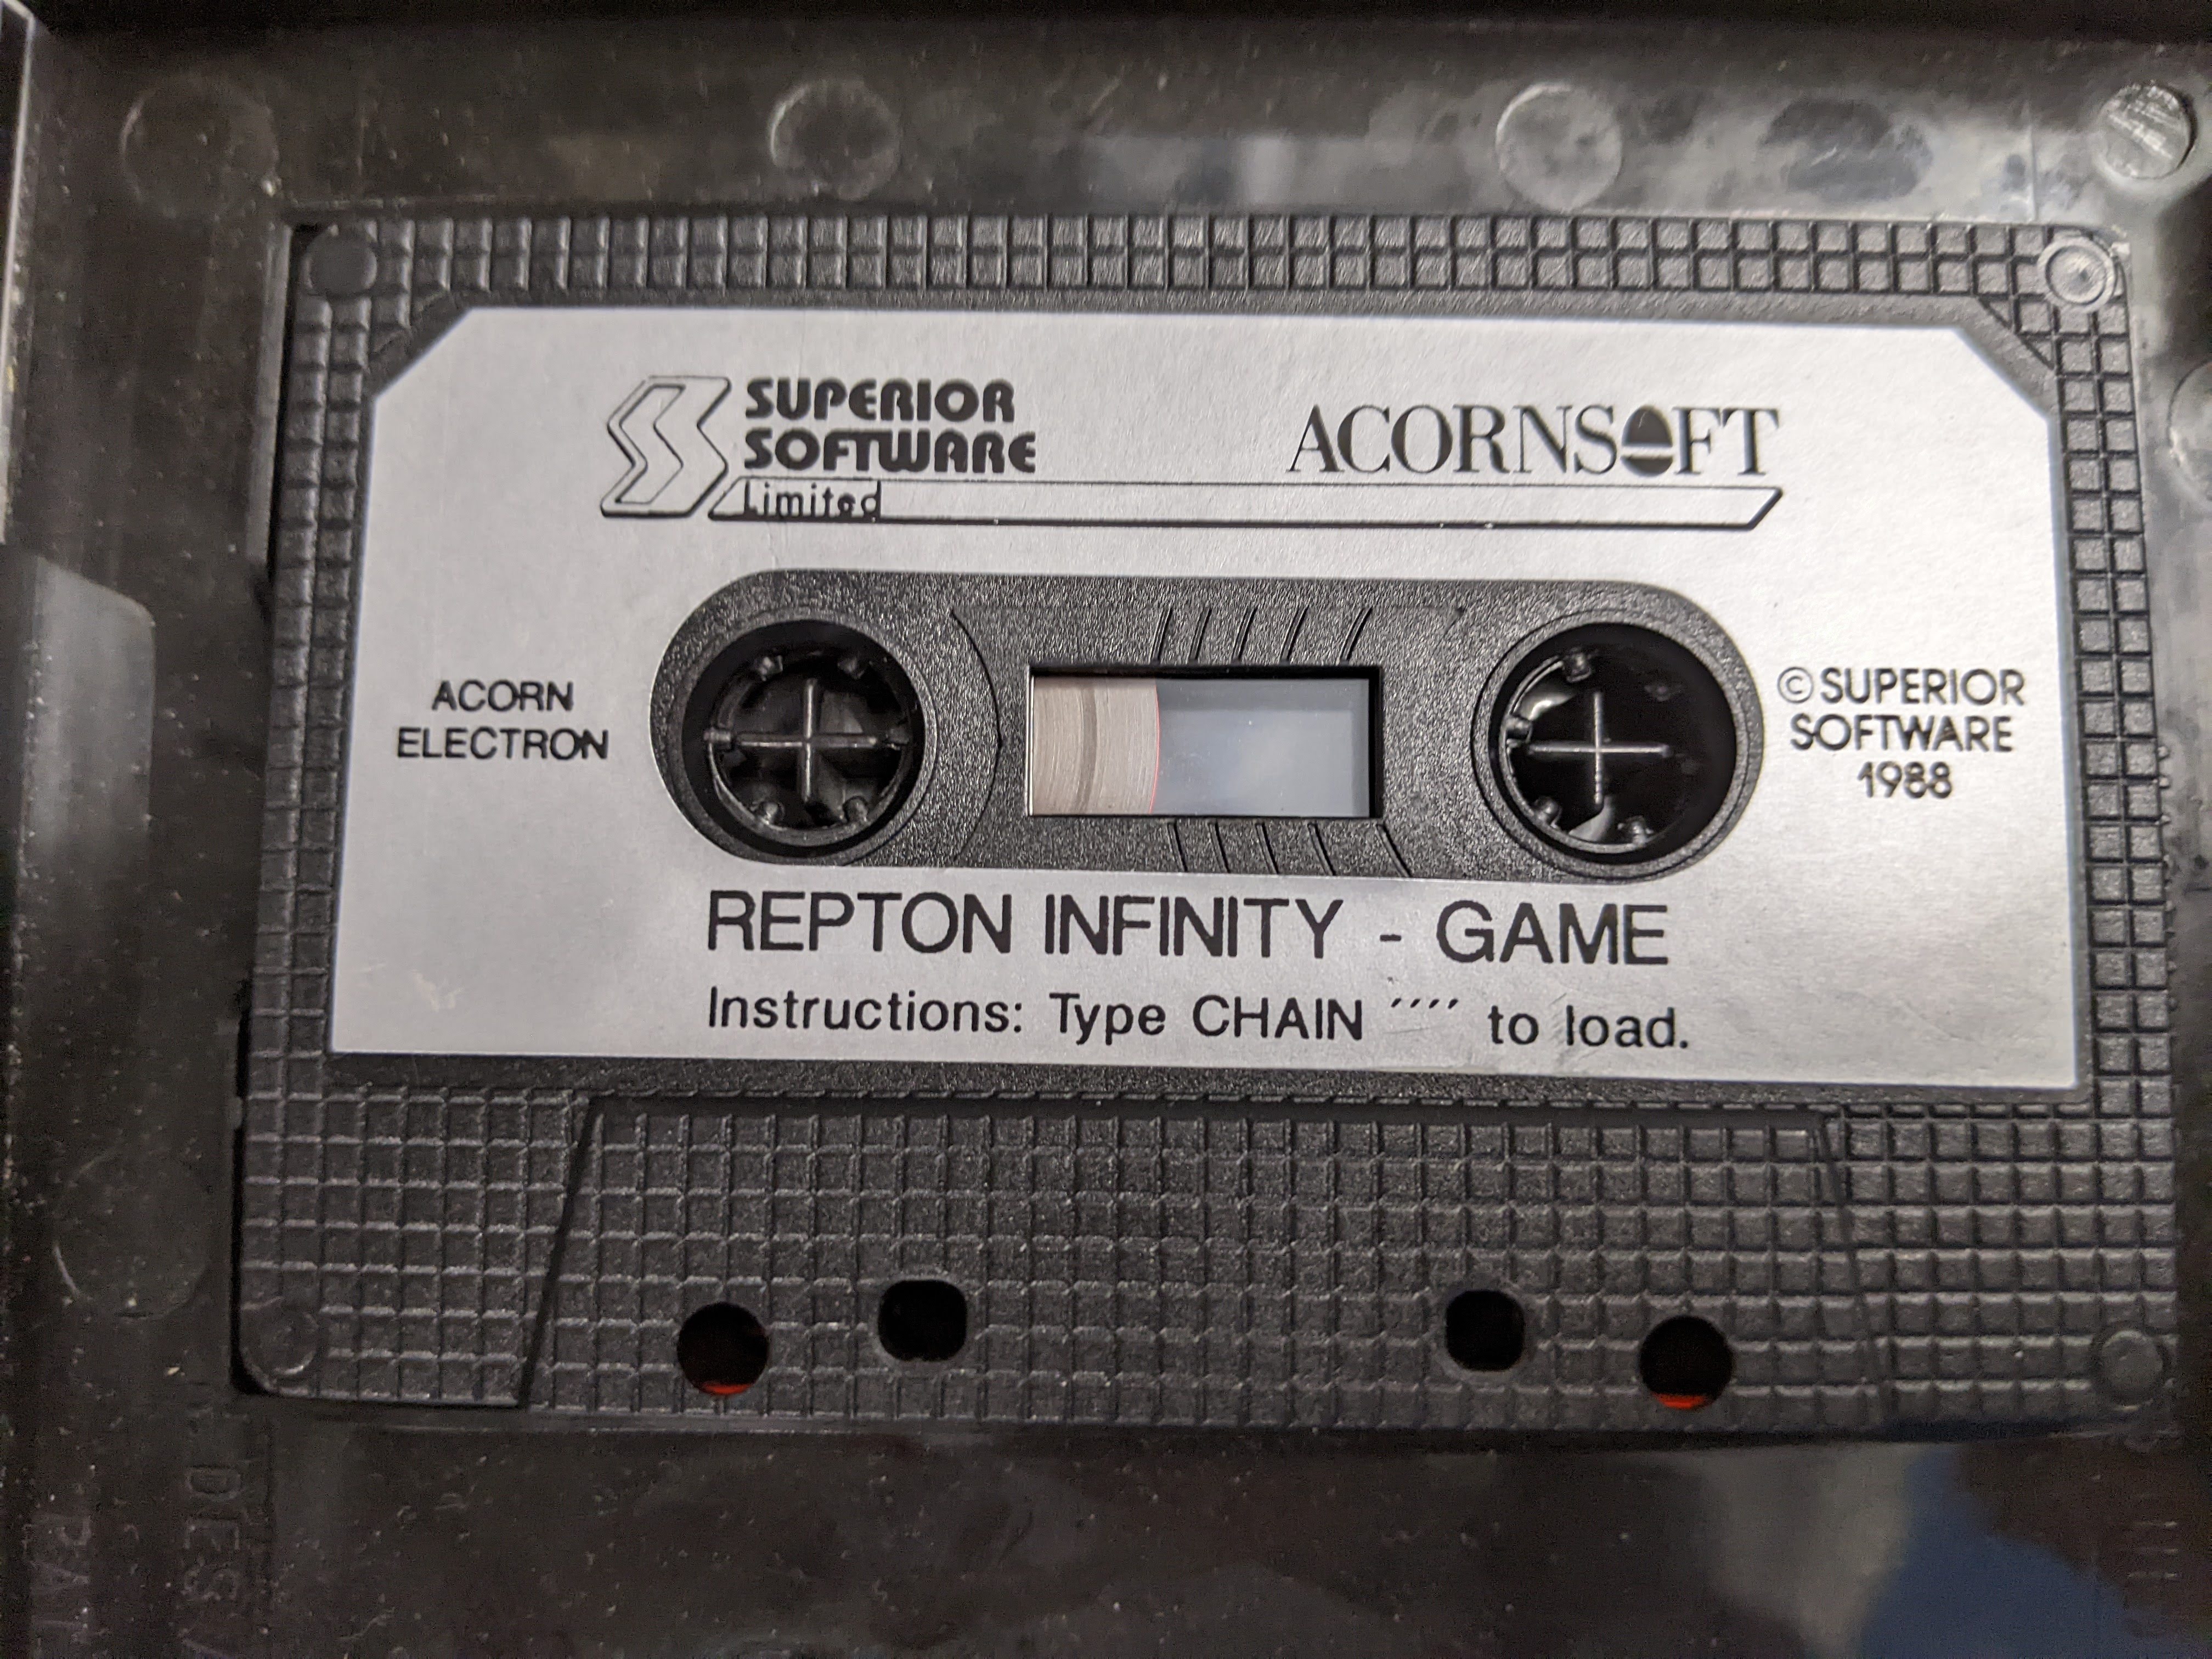 SUPERIOR
SOFTWARE
Limited
ACORNSOFT
ACORN
ELECTRON
© SUPERIOR
SOFTWARE
1988
REPTON INFINITY - GAME
Instructions: Type CHAIN ´´´´ to load.